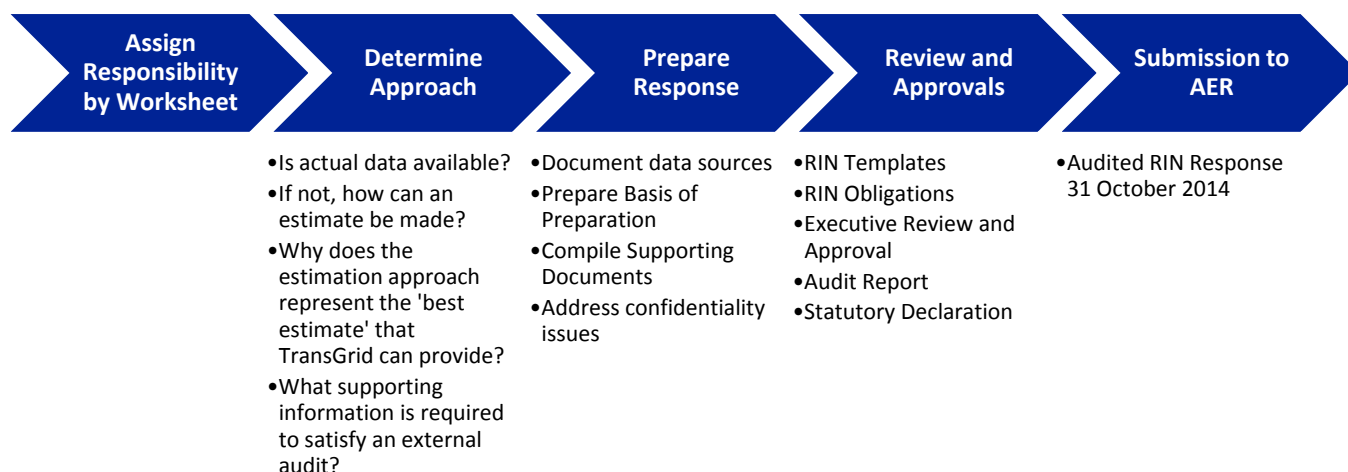 Assign
Responsibility
by Worksheet
Determine
Approach
Prepare
Response
Review and
Approvals
Submission to
AER
•Is actual data available?
•If not, how can an
estimate be made?
•Why does the
estimation approach
represent the 'best
estimate' that
TransGrid can provide?
•What supporting
information is required
to satisfy an external
audit?
•Document data sources
•Prepare Basis of
Preparation
•Compile Supporting
Documents
•Address confidentiality
issues
•RIN Templates
•RIN Obligations
•Executive Review and
Approval
•Audit Report
•Statutory Declaration
•Audited RIN Response
31 October 2014